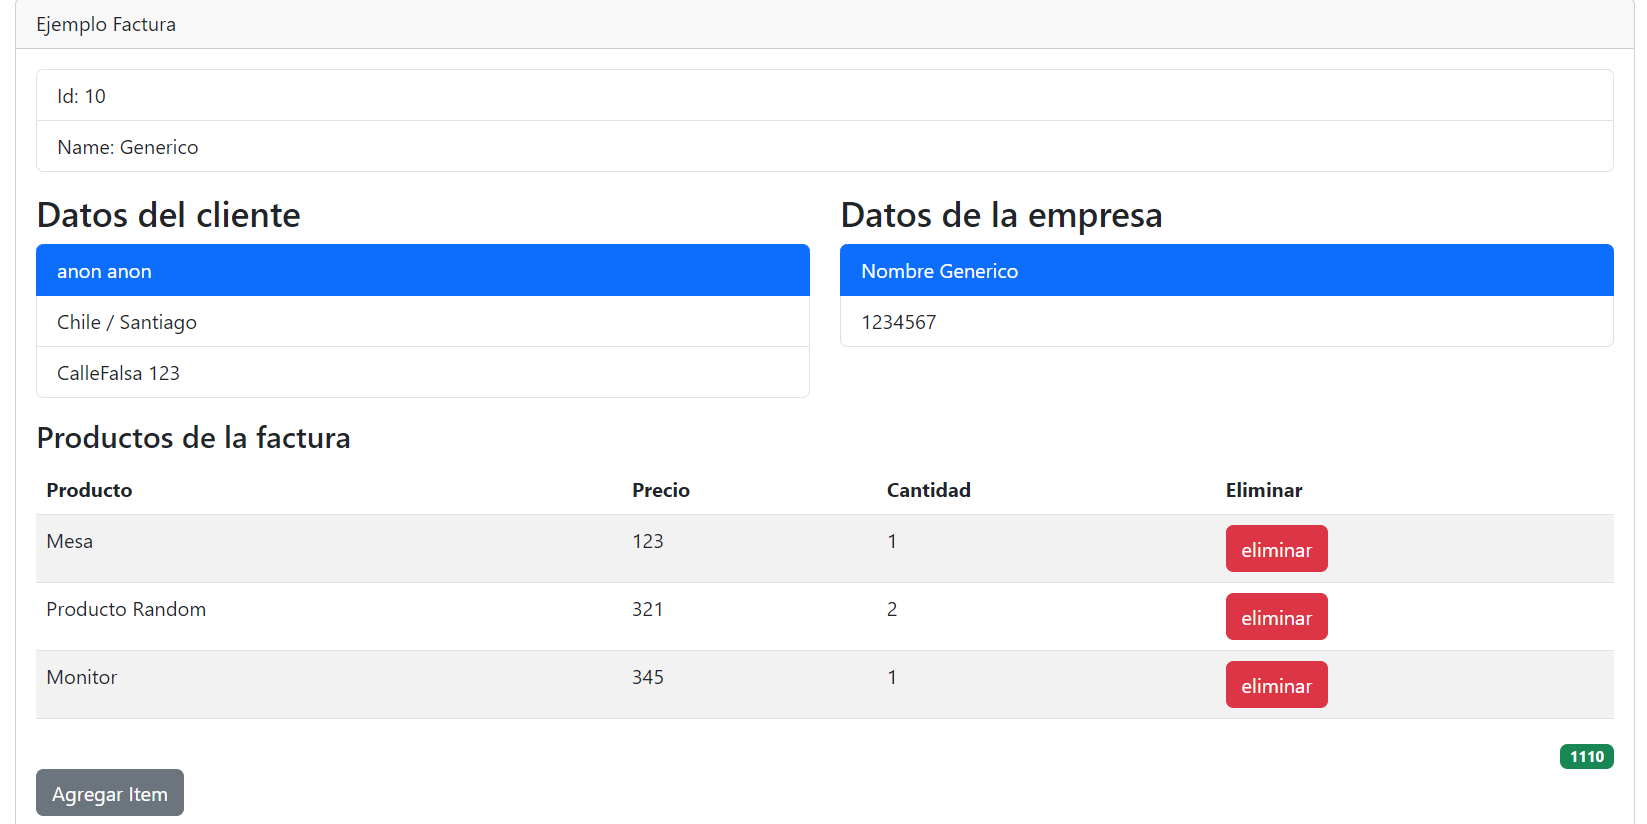 Ejemplo Factura
Id: 10
Name: Generico
Datos del cliente
anon anon
Chile / Santiago
CalleFalsa 123
Datos de la empresa
Nombre Generico
1234567
Productos de la factura
Producto Precio Cantidad Eliminar
Mesa 123 1 eliminar
Producto Random 321 2 eliminar
Monitor 345 1 eliminar
1110
Agregar Item